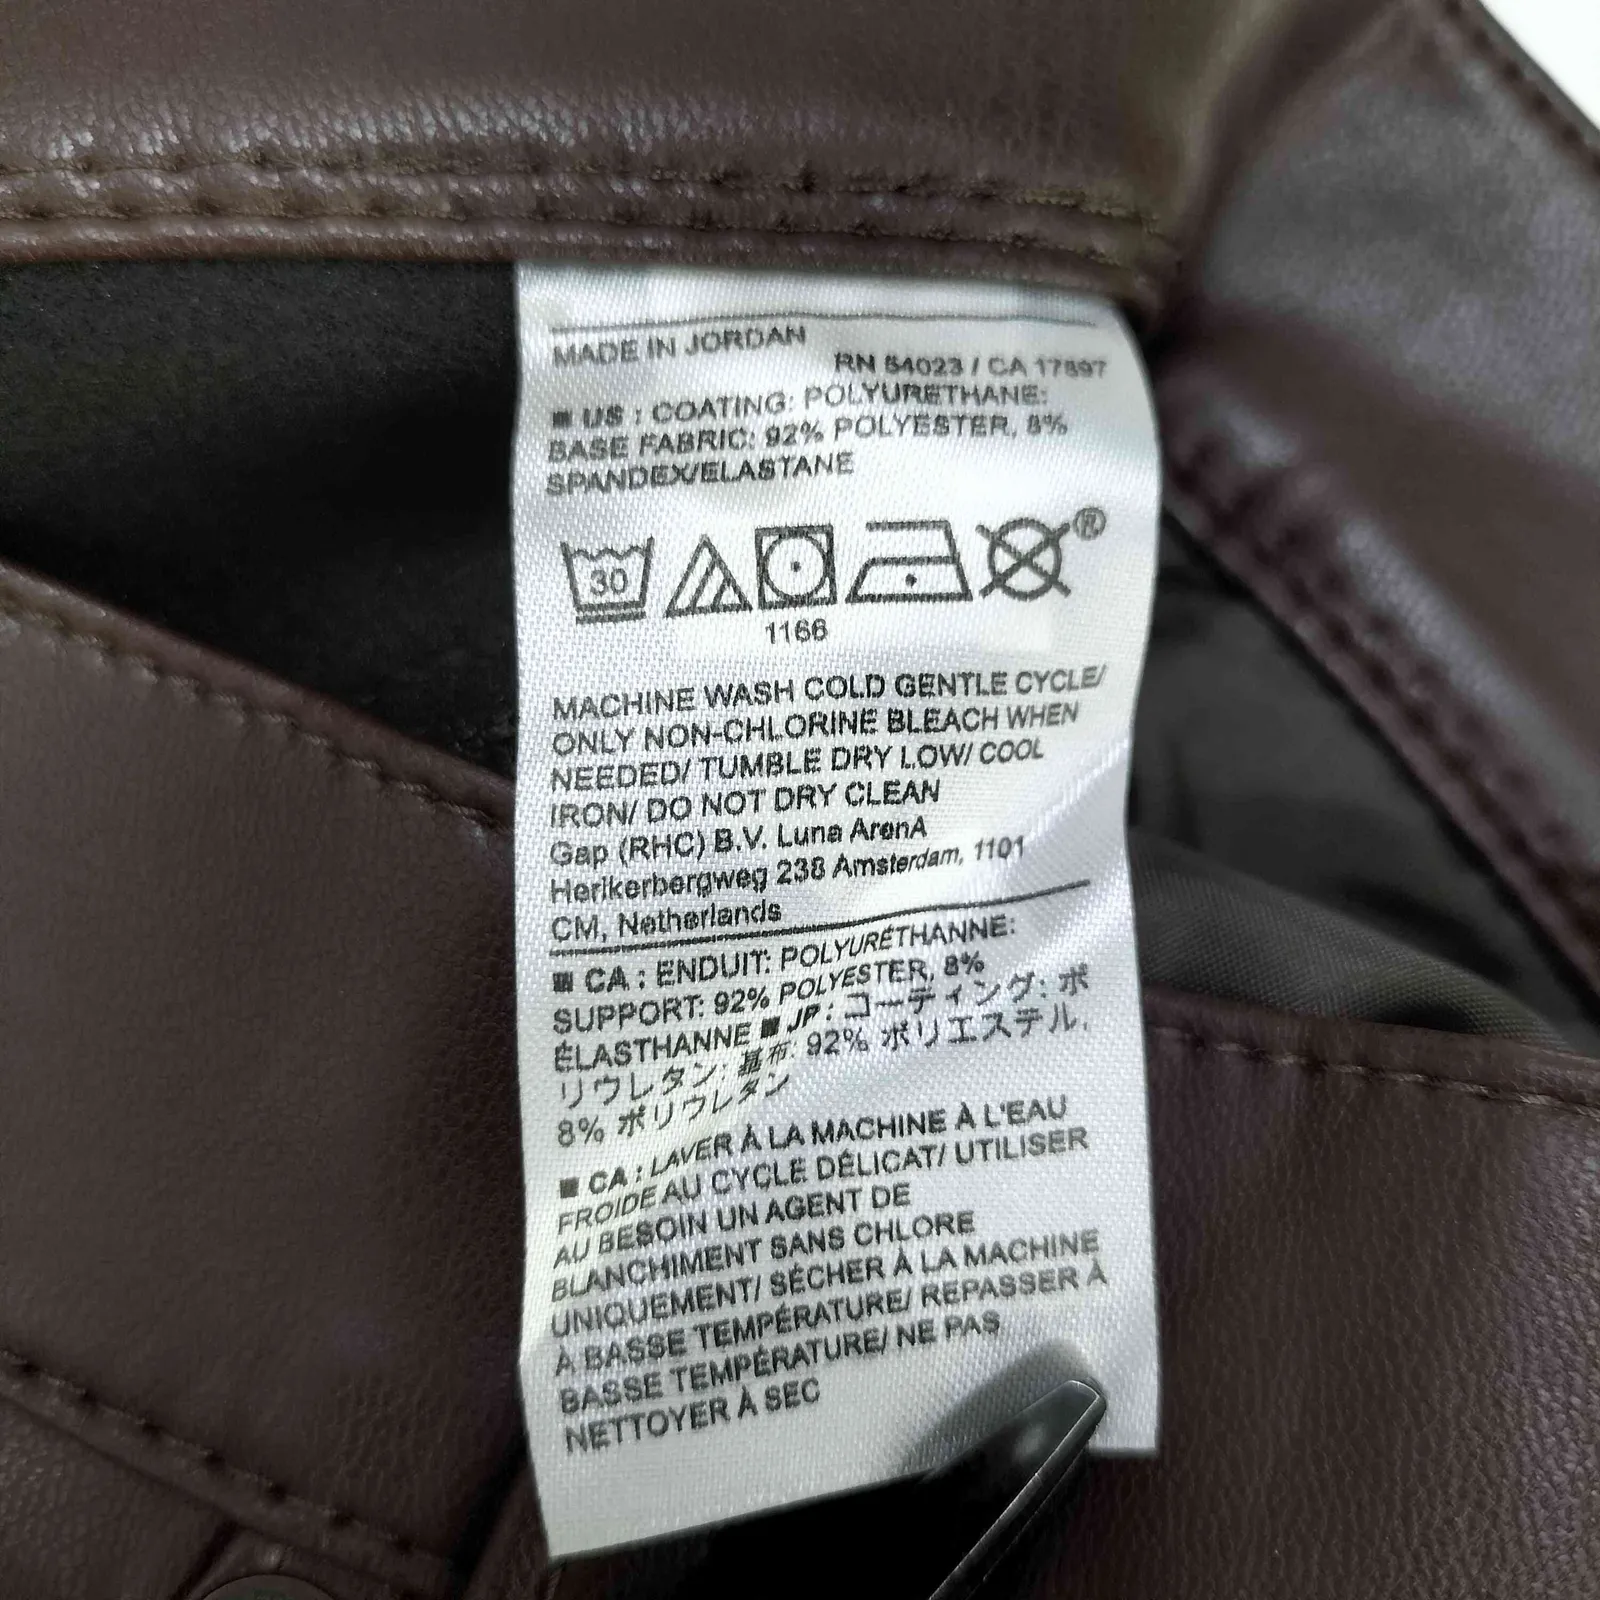 MADE IN JORDAN
RN 54023 / CA 17897
■ US : COATING: POLYURETHANE:
BASE FABRIC: 92% POLYESTER, 8%
SPANDEX/ELASTANE
30
®
1166
MACHINE WASH COLD GENTLE CYCLE/
ONLY NON-CHLORINE BLEACH WHEN
NEEDED/ TUMBLE DRY LOW/ COOL
IRON/ DO NOT DRY CLEAN
Gap (RHC) B.V. Luna ArenA
Herikerbergweg 238 Amsterdam, 1101
CM, Netherlands
■ CA : ENDUIT: POLYURÉTHANNE:
SUPPORT: 92% POLYESTER, 8%
ÉLASTHANNE ■ JP : コーティング: ポ
リウレタン: 基布: 92% ポリエステル,
8% ポリウレタン
■ CA : LAVER À LA MACHINE À L'EAU
FROIDE AU CYCLE DÉLICAT/ UTILISER
AU BESOIN UN AGENT DE
BLANCHIMENT SANS CHLORE
UNIQUEMENT/ SÉCHER À LA MACHINE
À BASSE TEMPÉRATURE/ REPASSER À
BASSE TEMPÉRATURE/ NE PAS
NETTOYER À SEC